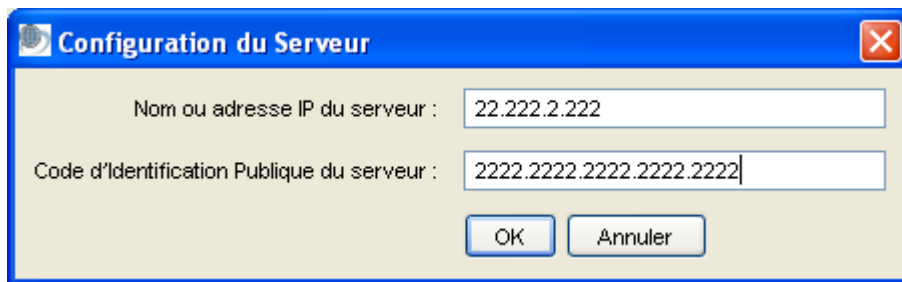 Configuration du Serveur
Nom ou adresse IP du serveur : 22.222.2.222
Code d'Identification Publique du serveur : 2222.2222.2222.2222.2222
OK Annuler